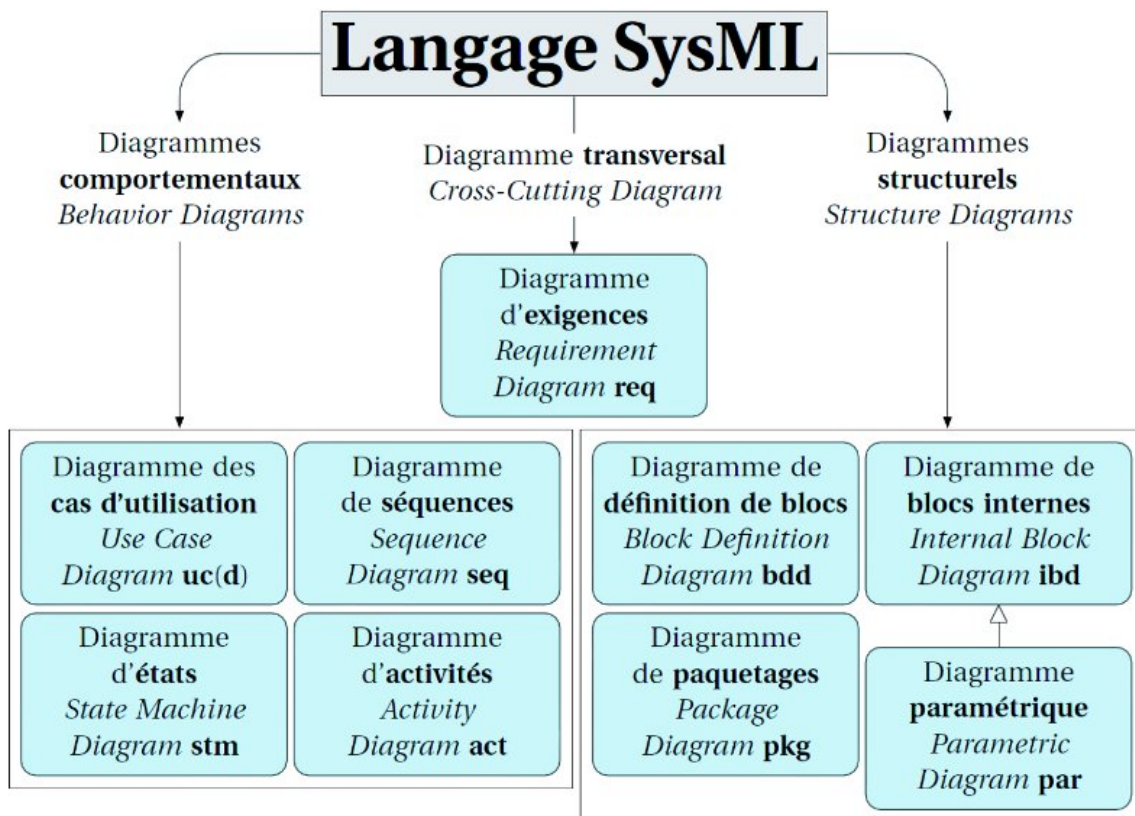 Langage SysML
Diagrammes
comportementaux
Behavior Diagrams
Diagramme transversal
Cross-Cutting Diagram
Diagrammes
structurels
Structure Diagrams
Diagramme
d'exigences
Requirement
Diagram req
Diagramme des
cas d'utilisation
Use Case
Diagram uc(d)
Diagramme
de séquences
Sequence
Diagram seq
Diagramme de
définition de blocs
Block Definition
Diagram bdd
Diagramme de
blocs internes
Internal Block
Diagram ibd
Diagramme
d'états
State Machine
Diagram stm
Diagramme
d'activités
Activity
Diagram act
Diagramme
de paquetages
Package
Diagram pkg
Diagramme
paramétrique
Parametric
Diagram par